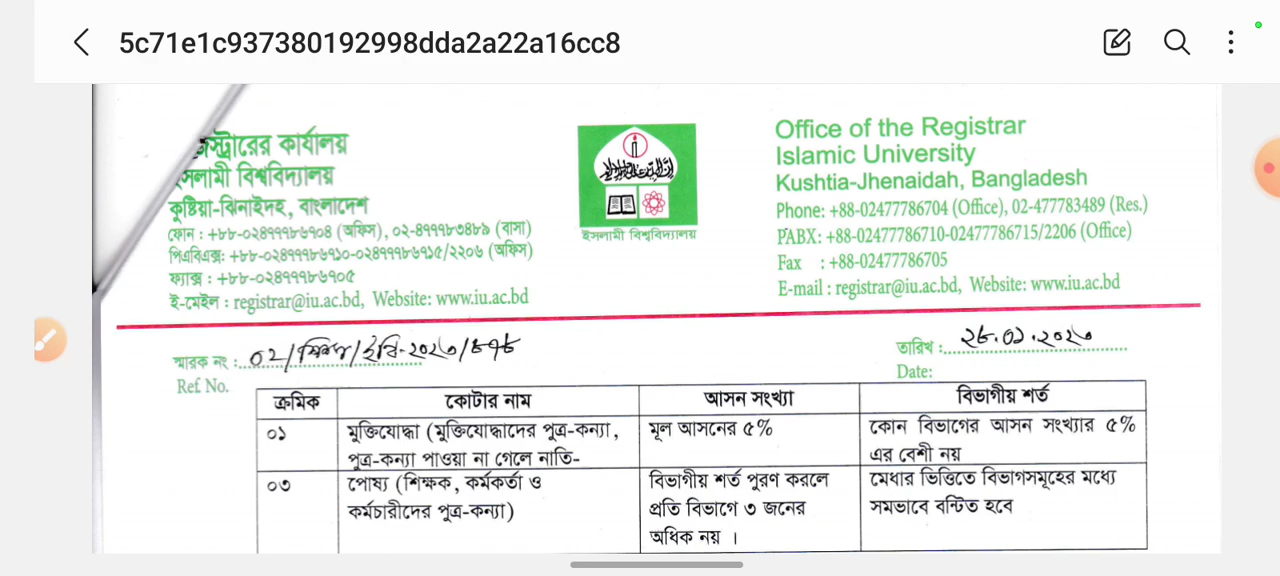 5c71e1c937380192998dda2a22a16cc8
কার্যালয়
বিশ্ববিদ্যালয়
কুষ্টিয়া-ঝিনাইদহ, বাংলাদেশ
ফোন : +৮৮-০২৪৭৭৭৮৬৭০৪ (অফিস), ০২-৪৭৭৭৮৩৪৮৯ (বাসা)
পিএবিএক্স: +৮৮-০২৪৭৭৭৮৬৭১০-০২৪৭৭৭৮৬৭১৫/২২০৬ (অফিস)
ফ্যাক্স : +৮৮-০২৪৭৭৭৮৬৭০৫
ই-মেইল : registrar@iu.ac.bd, Website: www.iu.ac.bd
ইসলামী বিশ্ববিদ্যালয়
Office of the Registrar
Islamic University
Kushtia-Jhenaidah, Bangladesh
Phone: +88-02477786704 (Office), 02-477783489 (Res.)
PABX: +88-02477786710-02477786715/2206 (Office)
Fax : +88-02477786705
E-mail : registrar@iu.ac.bd, Website: www.iu.ac.bd
স্মারক নং :
Ref No.
তারিখ :
Date:
ক্রমিক কোটার নাম আসন সংখ্যা বিভাগীয় শর্ত
০১ মুক্তিযোদ্ধা (মুক্তিযোদ্ধাদের পুত্র-কন্যা, মূল আসনের ৫% কোন বিভাগের আসন সংখ্যার ৫%
পুত্র-কন্যা পাওয়া না গেলে নাতি- এর বেশী নয়
০৩ পোষ্য (শিক্ষক, কর্মকর্তা ও বিভাগীয় শর্ত পুরণ করলে মেধার ভিত্তিতে বিভাগসমূহের মধ্যে
কর্মচারীদের পুত্র-কন্যা) প্রতি বিভাগে ৩ জনের সমভাবে বন্টিত হবে
অধিক নয় ।